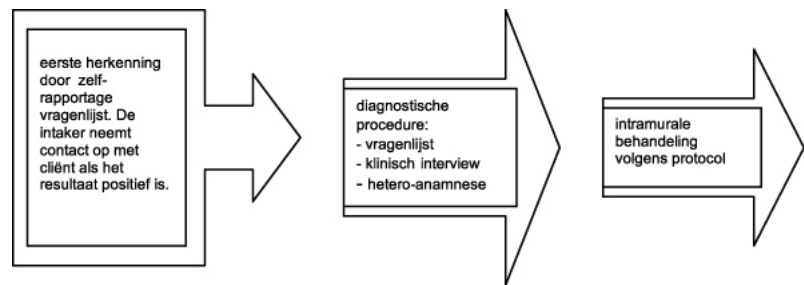 eerste herkenning
door zelf-
rapportage
vragenlijst. De
intaker neemt
contact op met
cliënt als het
resultaat positief is.
diagnostische
procedure:
- vragenlijst
- klinisch interview
- hetero-anamnese
intramurale
behandeling
volgens protocol